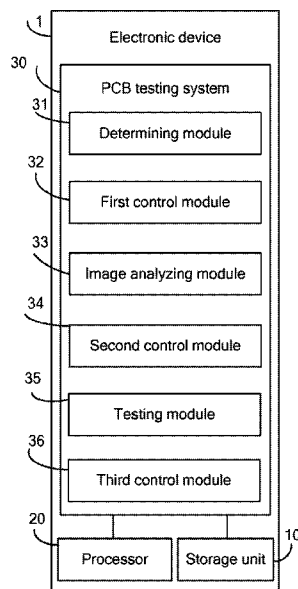 1
Electronic device
30
PCB testing system
31
Determining module
32
First control module
33
Image analyzing module
34
Second control module
35
Testing module
36
Third control module
20
10
Processor
Storage unit